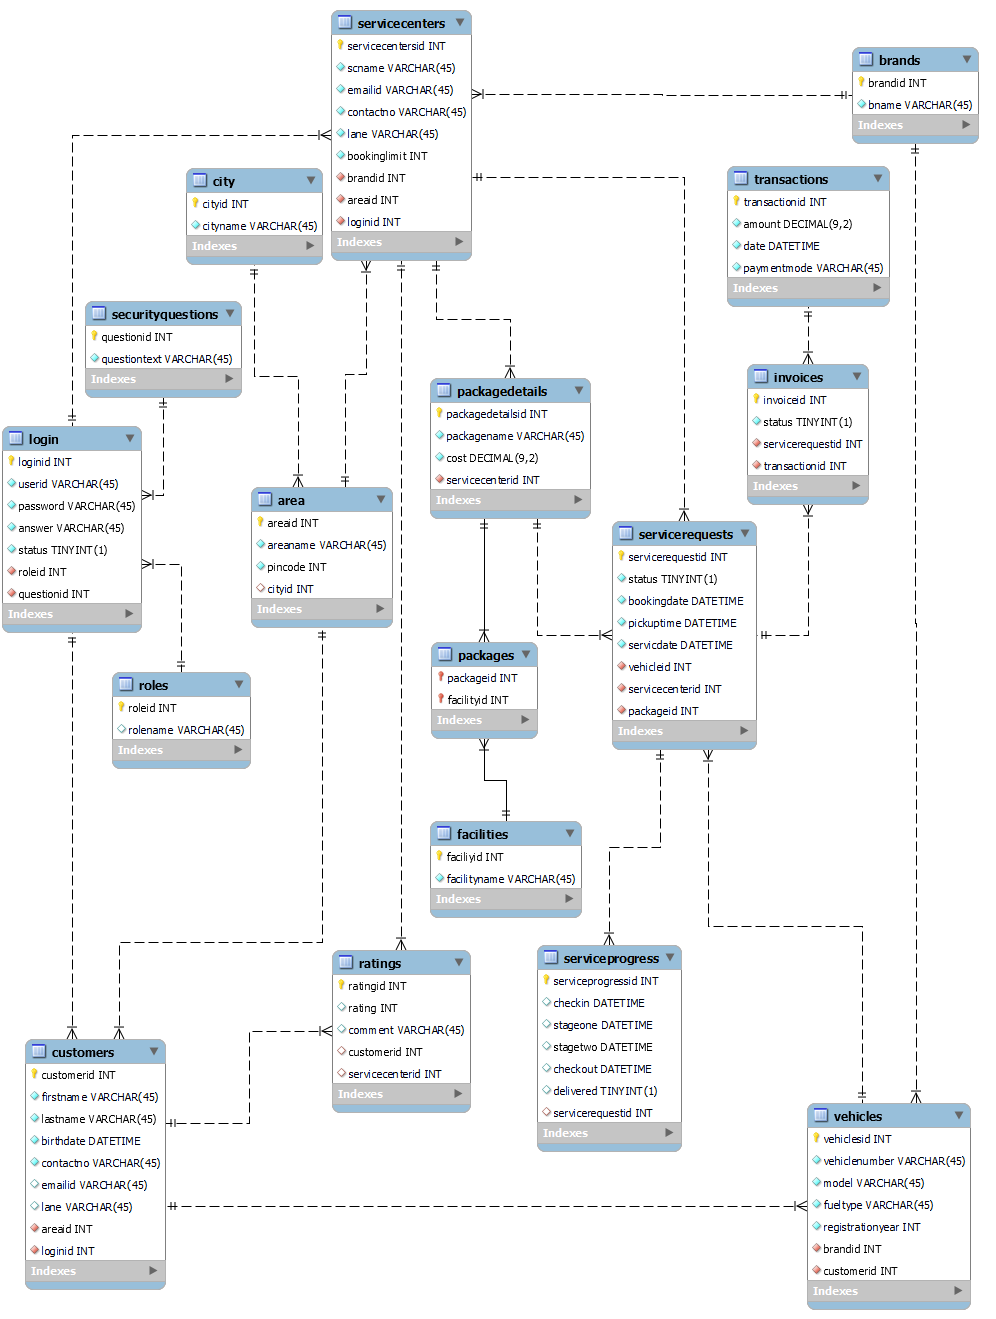 servicecenters
servicecentersid INT
scname VARCHAR(45)
emailid VARCHAR(45)
contactno VARCHAR(45)
lane VARCHAR(45)
bookinglimit INT
brandid INT
areaid INT
loginid INT
Indexes
brands
brandid INT
bname VARCHAR(45)
Indexes
city
cityid INT
cityname VARCHAR(45)
Indexes
transactions
transactionid INT
amount DECIMAL(9,2)
date DATETIME
paymentmode VARCHAR(45)
Indexes
securityquestions
questionid INT
questiontext VARCHAR(45)
Indexes
invoices
invoiceid INT
status TINYINT(1)
servicerequestid INT
transactionid INT
Indexes
packagedetails
packagedetailsid INT
packagename VARCHAR(45)
cost DECIMAL(9,2)
servicecenterid INT
Indexes
login
loginid INT
userid VARCHAR(45)
password VARCHAR(45)
answer VARCHAR(45)
status TINYINT(1)
roleid INT
questionid INT
Indexes
area
areaid INT
areaname VARCHAR(45)
pincode INT
cityid INT
Indexes
servicerequests
servicerequestid INT
status TINYINT(1)
bookingdate DATETIME
pickuptime DATETIME
servicdate DATETIME
vehicleid INT
servicecenterid INT
packageid INT
Indexes
packages
packageid INT
facilityid INT
Indexes
roles
roleid INT
rolename VARCHAR(45)
Indexes
facilities
faciliyid INT
facilityname VARCHAR(45)
Indexes
ratings
ratingid INT
rating INT
comment VARCHAR(45)
customerid INT
servicecenterid INT
Indexes
serviceprogress
serviceprogressid INT
checkin DATETIME
stageone DATETIME
stagetwo DATETIME
checkout DATETIME
delivered TINYINT(1)
servicerequestid INT
Indexes
customers
customerid INT
firstname VARCHAR(45)
lastname VARCHAR(45)
birthdate DATETIME
contactno VARCHAR(45)
emailid VARCHAR(45)
lane VARCHAR(45)
areaid INT
loginid INT
Indexes
vehicles
vehiclesid INT
vehiclenumber VARCHAR(45)
model VARCHAR(45)
fueltype VARCHAR(45)
registrationyear INT
brandid INT
customerid INT
Indexes